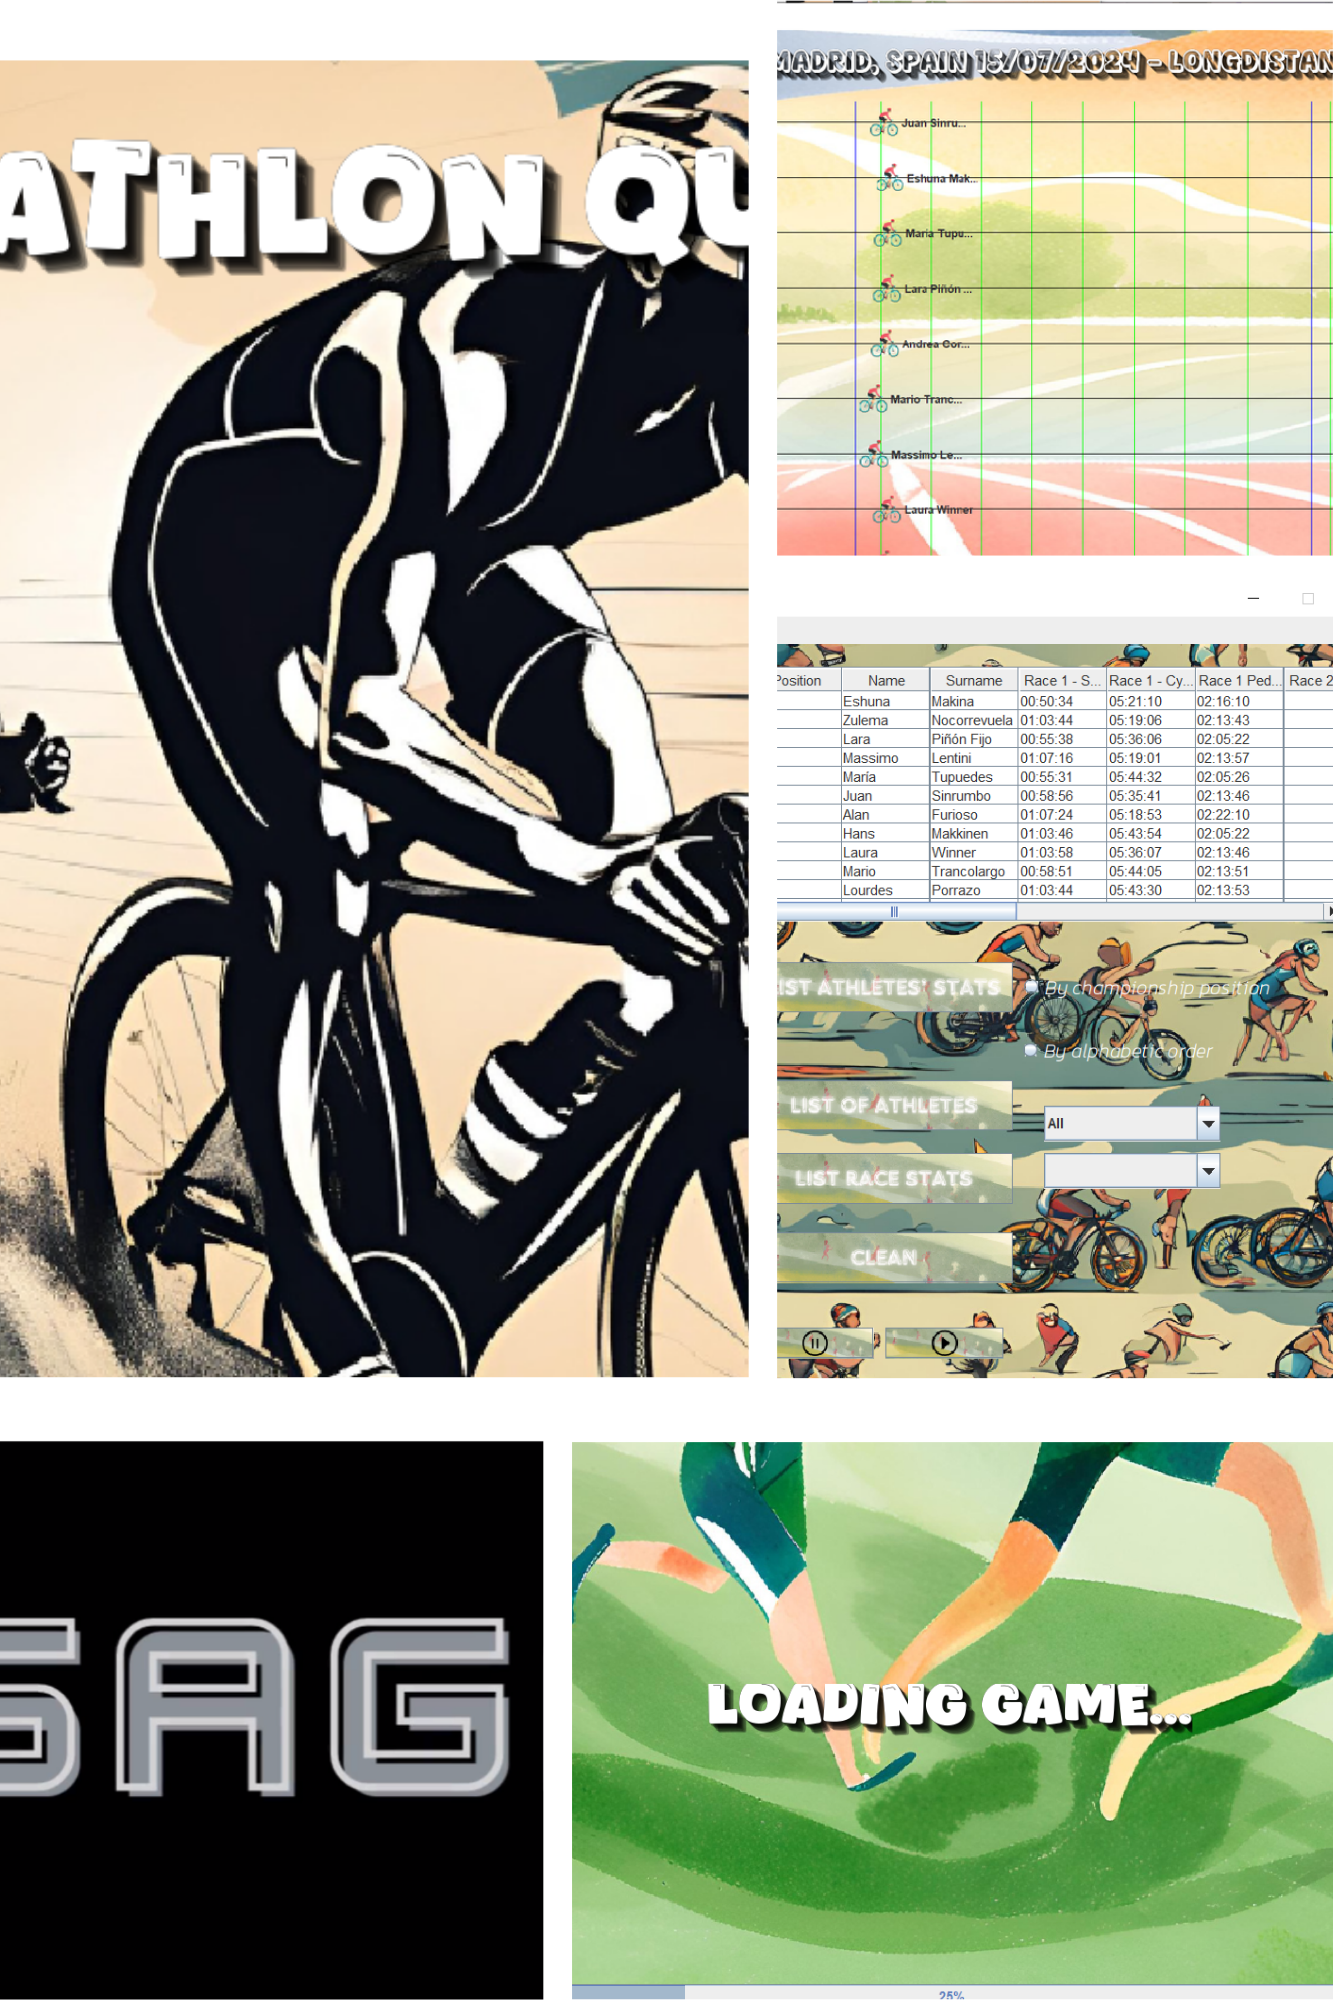 ATHLON QU
MADRID, SPAIN 15/07/2024 - LONGDISTAN
Juan Sinru...
Eshuna Mak...
Maria Tupu...
Lara Piñón ...
Andrea Cor...
Mario Tranc...
Massimo Le...
Laura Winner
Position Name Surname Race 1 - S... Race 1 - Cy... Race 1 Ped... Race 2
Eshuna Makina 00:50:34 05:21:10 02:16:10
Zulema Nocorrevuela 01:03:44 05:19:06 02:13:43
Lara Piñón Fijo 00:55:38 05:36:06 02:05:22
Massimo Lentini 01:07:16 05:19:01 02:13:57
María Tupuedes 00:55:31 05:44:32 02:05:26
Juan Sinrumbo 00:58:56 05:35:41 02:13:46
Alan Furioso 01:07:24 05:18:53 02:22:10
Hans Makkinen 01:03:46 05:43:54 02:05:22
Laura Winner 01:03:58 05:36:07 02:13:46
Mario Trancolargo 00:58:51 05:44:05 02:13:51
Lourdes Porrazo 01:03:44 05:43:30 02:13:53
IST ATHLETES' STATS
By championship position
By alphabetic order
LIST OF ATHLETES
All
LIST RACE STATS
CLEAN
SAG
LOADING GAME...
25%